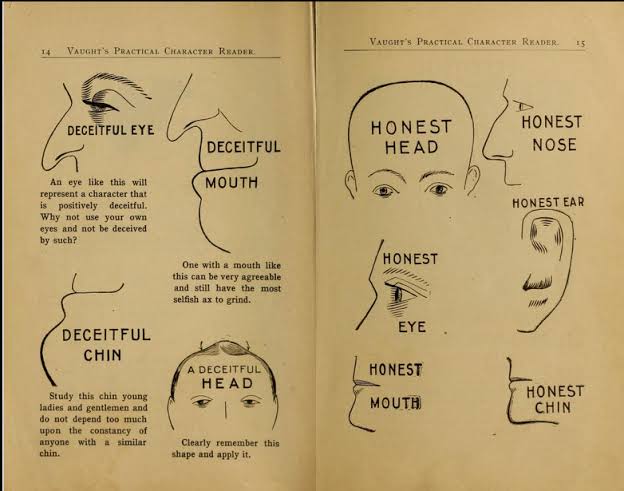 14 VAUGHT'S PRACTICAL CHARACTER READER.
DECEITFUL EYE
An eye like this will
represent a character that
is positively deceitful.
Why not use your own
eyes and not be deceived
by such?
DECEITFUL
MOUTH
One with a mouth like
this can be very agreeable
and still have the most
selfish ax to grind.
DECEITFUL
CHIN
Study this chin young
ladies and gentlemen and
do not depend too much
upon the constancy of
anyone with a similar
chin.
A DECEITFUL
HEAD
Clearly remember this
shape and apply it.
VAUGHT'S PRACTICAL CHARACTER READER. 15
HONEST
HEAD
HONEST
NOSE
HONEST EAR
HONEST
EYE
HONEST
MOUTH
HONEST
CHIN